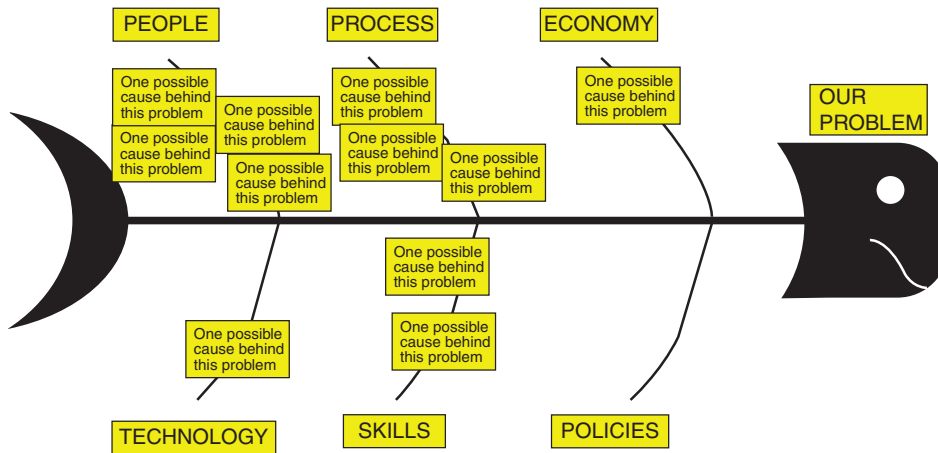 PEOPLE
PROCESS
ECONOMY
One possible
cause behind
this problem
One possible
cause behind
this problem
One possible
cause behind
this problem
One possible
cause behind
this problem
One possible
cause behind
this problem
One possible
cause behind
this problem
One possible
cause behind
this problem
One possible
cause behind
this problem
OUR
PROBLEM
One possible
cause behind
this problem
One possible
cause behind
this problem
One possible
cause behind
this problem
TECHNOLOGY
SKILLS
POLICIES